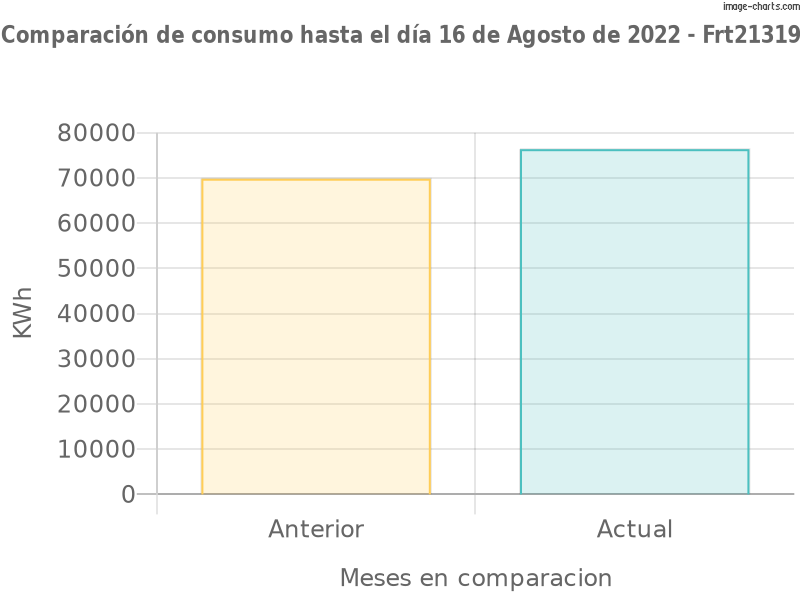 image-charts.com
Comparación de consumo hasta el día 16 de Agosto de 2022 - Frt21319
80000
70000
60000
50000
40000
30000
20000
10000
0
KWh
Anterior
Actual
Meses en comparacion